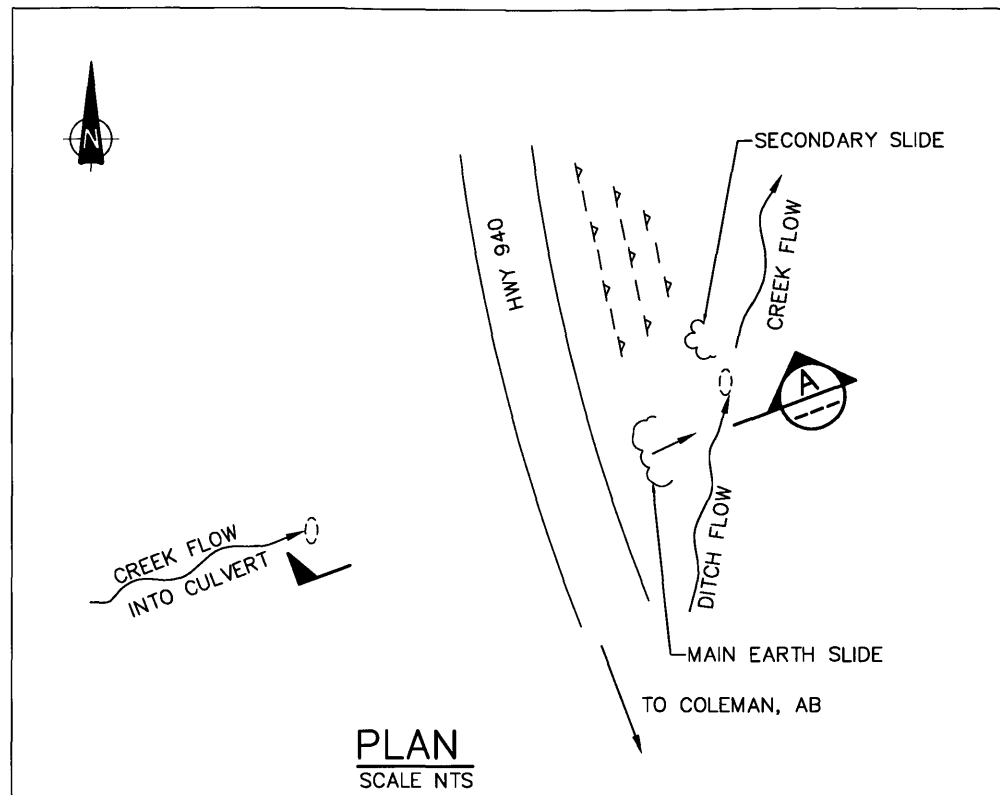 N
SECONDARY SLIDE
HWY 940
CREEK FLOW
A
CREEK FLOW
INTO CULVERT
DITCH FLOW
MAIN EARTH SLIDE
TO COLEMAN, AB
PLAN
SCALE NTS